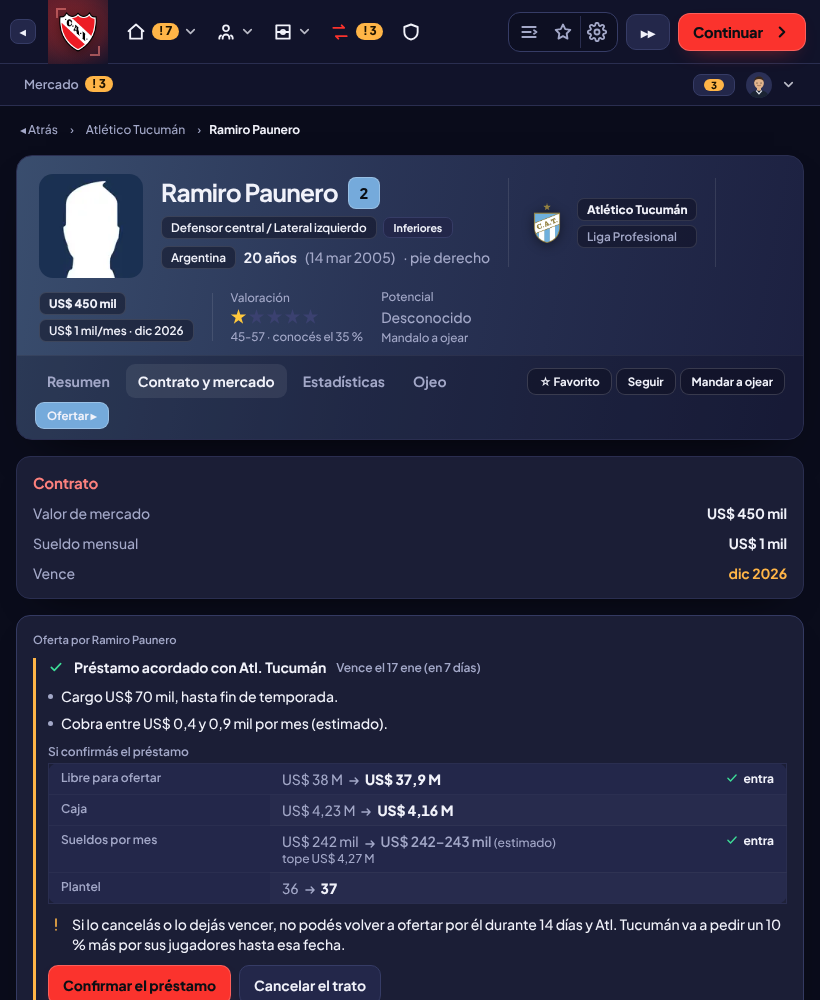 C.A.I.
! 7
! 3
Continuar
Mercado ! 3
3
◂ Atrás › Atlético Tucumán › Ramiro Paunero
Ramiro Paunero 2
Defensor central / Lateral izquierdo Inferiores
Argentina 20 años (14 mar 2005) · pie derecho
C.A.T.
Atlético Tucumán
Liga Profesional
US$ 450 mil
US$ 1 mil/mes · dic 2026
Valoración
45-57 · conocés el 35 %
Potencial
Desconocido
Mandalo a ojear
Resumen Contrato y mercado Estadísticas Ojeo
☆ Favorito Seguir Mandar a ojear
Ofertar ▸
Contrato
Valor de mercado US$ 450 mil
Sueldo mensual US$ 1 mil
Vence dic 2026
Oferta por Ramiro Paunero
✓ Préstamo acordado con Atl. Tucumán Vence el 17 ene (en 7 días)
• Cargo US$ 70 mil, hasta fin de temporada.
• Cobra entre US$ 0,4 y 0,9 mil por mes (estimado).
Si confirmás el préstamo
Libre para ofertar US$ 38 M → US$ 37,9 M ✓ entra
Caja US$ 4,23 M → US$ 4,16 M
Sueldos por mes US$ 242 mil → US$ 242–243 mil (estimado) ✓ entra
tope US$ 4,27 M
Plantel 36 → 37
! Si lo cancelás o lo dejás vencer, no podés volver a ofertar por él durante 14 días y Atl. Tucumán va a pedir un 10
% más por sus jugadores hasta esa fecha.
Confirmar el préstamo Cancelar el trato